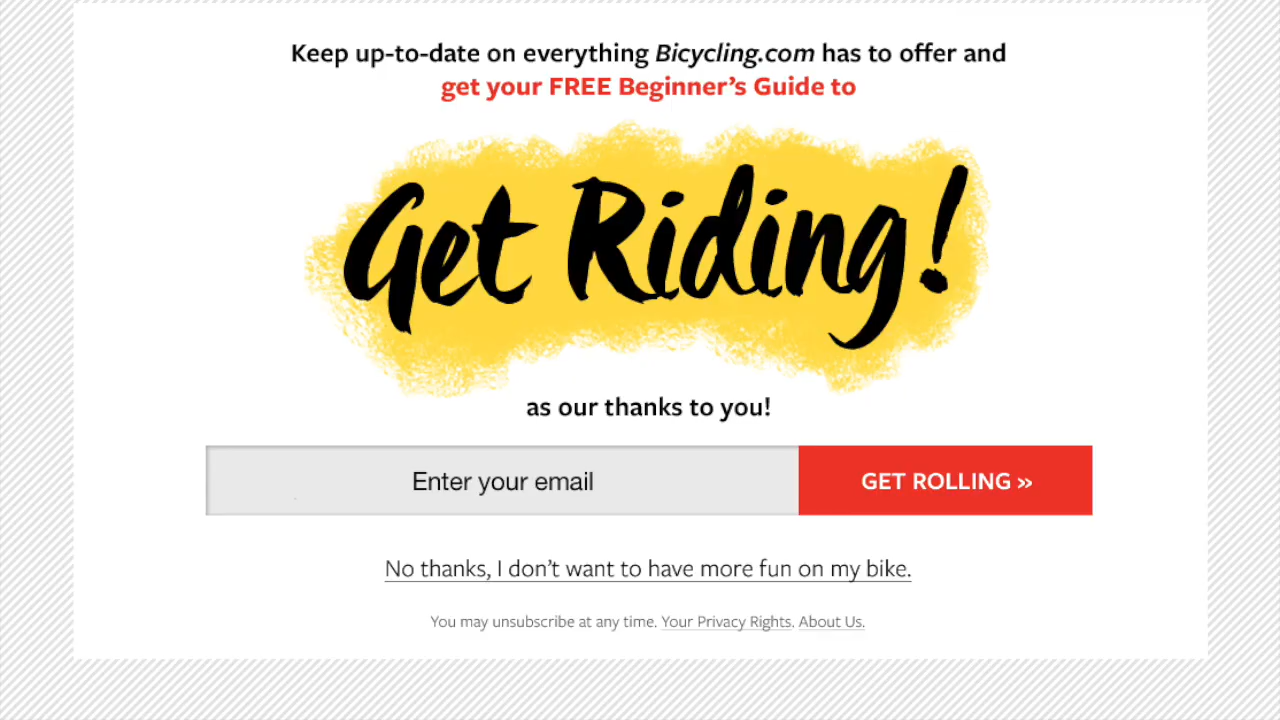 Keep up-to-date on everything Bicycling.com has to offer and
get your FREE Beginner’s Guide to
Get Riding!
as our thanks to you!
Enter your email
GET ROLLING »
No thanks, I don’t want to have more fun on my bike.
You may unsubscribe at any time. Your Privacy Rights. About Us.